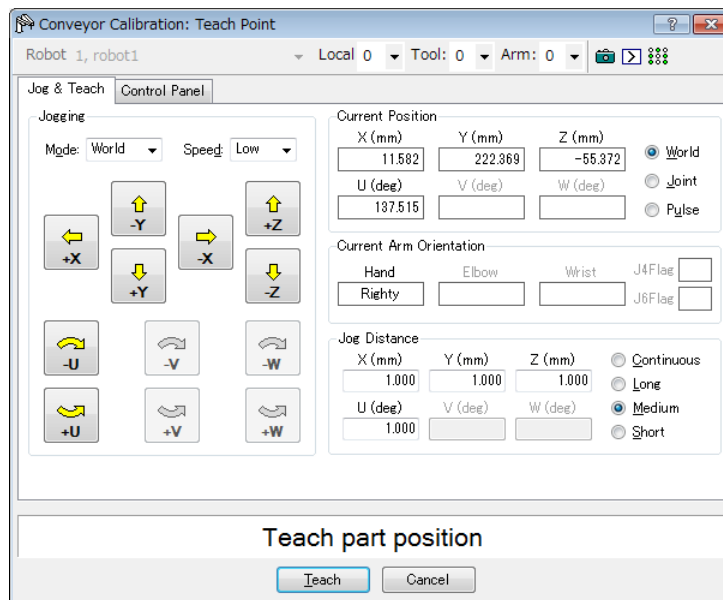 Conveyor Calibration: Teach Point
Robot 1, robot1 Local 0 Tool: 0 Arm: 0
Jog & Teach Control Panel
Jogging
Mode: World Speed: Low
-Y
+Z
+X
-X
+Y
-Z
-U -V -W
+U +V +W
Current Position
X (mm) Y (mm) Z (mm)
11.582 222.369 -55.372
World
U (deg) V (deg) W (deg)
Joint
137.515
Pulse
Current Arm Orientation
Hand Elbow Wrist J4Flag
Righty
J6Flag
Jog Distance
X (mm) Y (mm) Z (mm)
Continuous
1.000 1.000 1.000
Long
U (deg) V (deg) W (deg)
Medium
1.000
Short
Teach part position
Teach Cancel